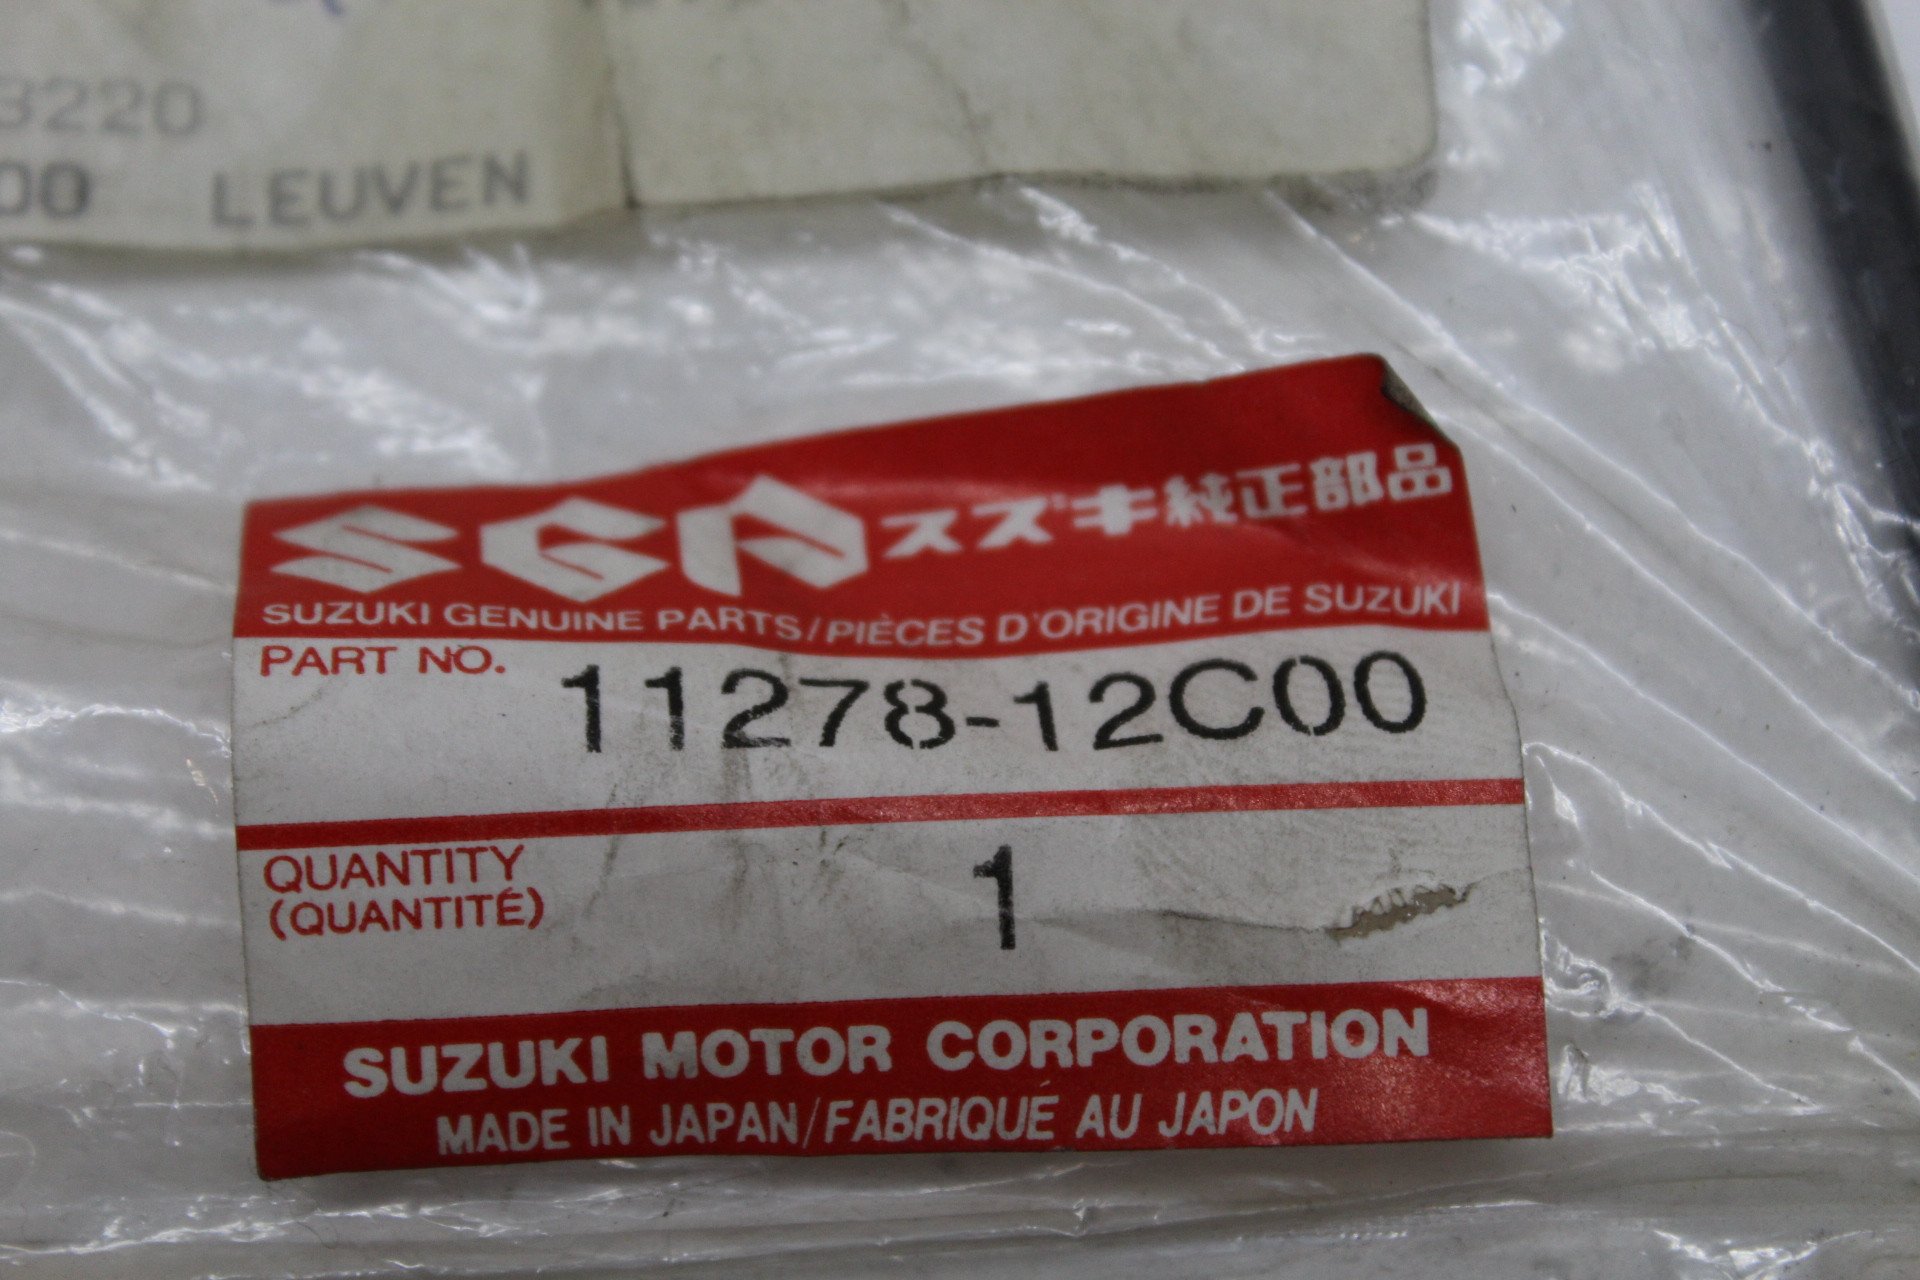 3220
00 LEUVEN
SGP スズキ純正部品
SUZUKI GENUINE PARTS/PIÈCES D'ORIGINE DE SUZUKI
PART NO. 11278-12C00
QUANTITY 1
(QUANTITÉ)
SUZUKI MOTOR CORPORATION
MADE IN JAPAN/FABRIQUÉ AU JAPON